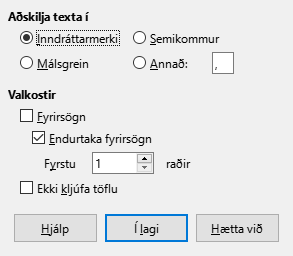 Aðskilja texta í
Inndráttarmerki Semikommur
Málsgrein Annað: ,
Valkostir
Fyrirsögn
Endurtaka fyrirsögn
Fyrstu 1 raðir
Ekki kljúfa töflu
Hjálp Í lagi Hætta við